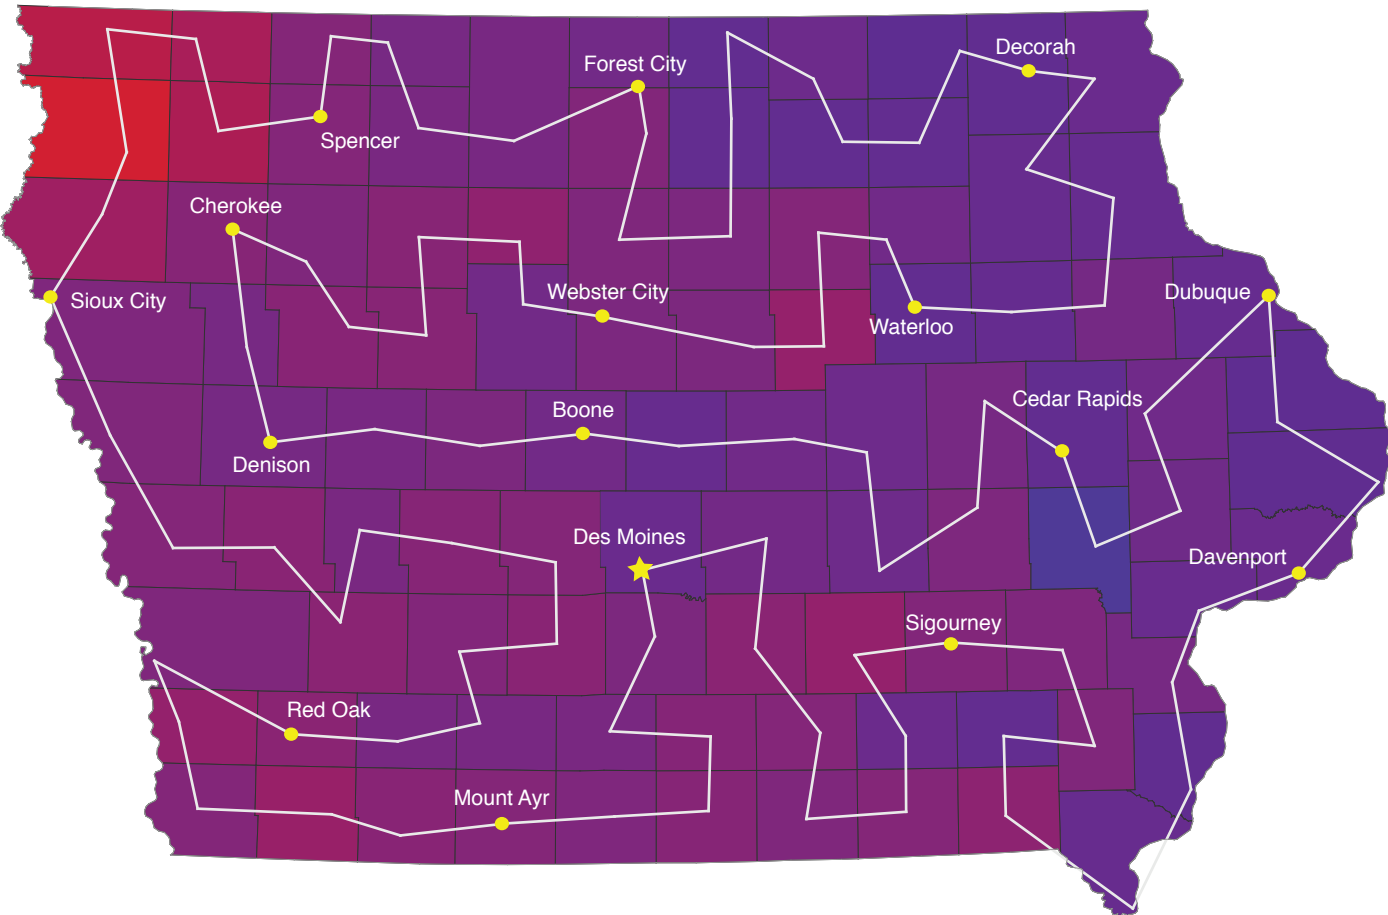 Decorah
Forest City
Spencer
Cherokee
Sioux City
Webster City
Dubuque
Waterloo
Cedar Rapids
Boone
Denison
Des Moines
Davenport
Sigourney
Red Oak
Mount Ayr